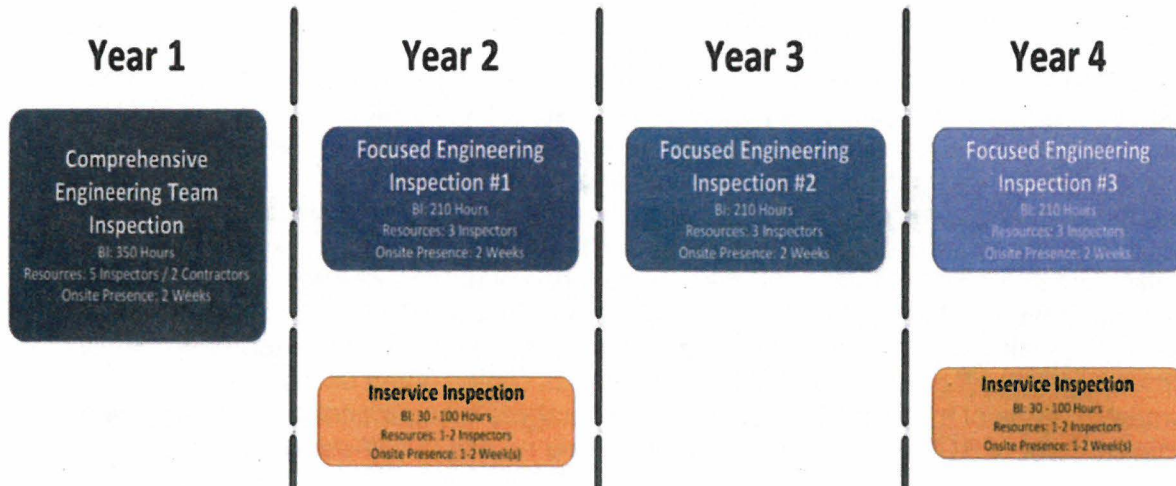 Year 1
Comprehensive
Engineering Team
Inspection
BI: 350 Hours
Resources: 5 Inspectors / 2 Contractors
Onsite Presence: 2 Weeks
Year 2
Focused Engineering
Inspection #1
BI: 210 Hours
Resources: 3 Inspectors
Onsite Presence: 2 Weeks
Inservice Inspection
BI: 30 - 100 Hours
Resources: 1-2 Inspectors
Onsite Presence: 1-2 Week(s)
Year 3
Focused Engineering
Inspection #2
BI: 210 Hours
Resources: 3 Inspectors
Onsite Presence: 2 Weeks
Year 4
Focused Engineering
Inspection #3
BI: 210 Hours
Resources: 3 Inspectors
Onsite Presence: 2 Weeks
Inservice Inspection
BI: 30 - 100 Hours
Resources: 1-2 Inspectors
Onsite Presence: 1-2 Week(s)